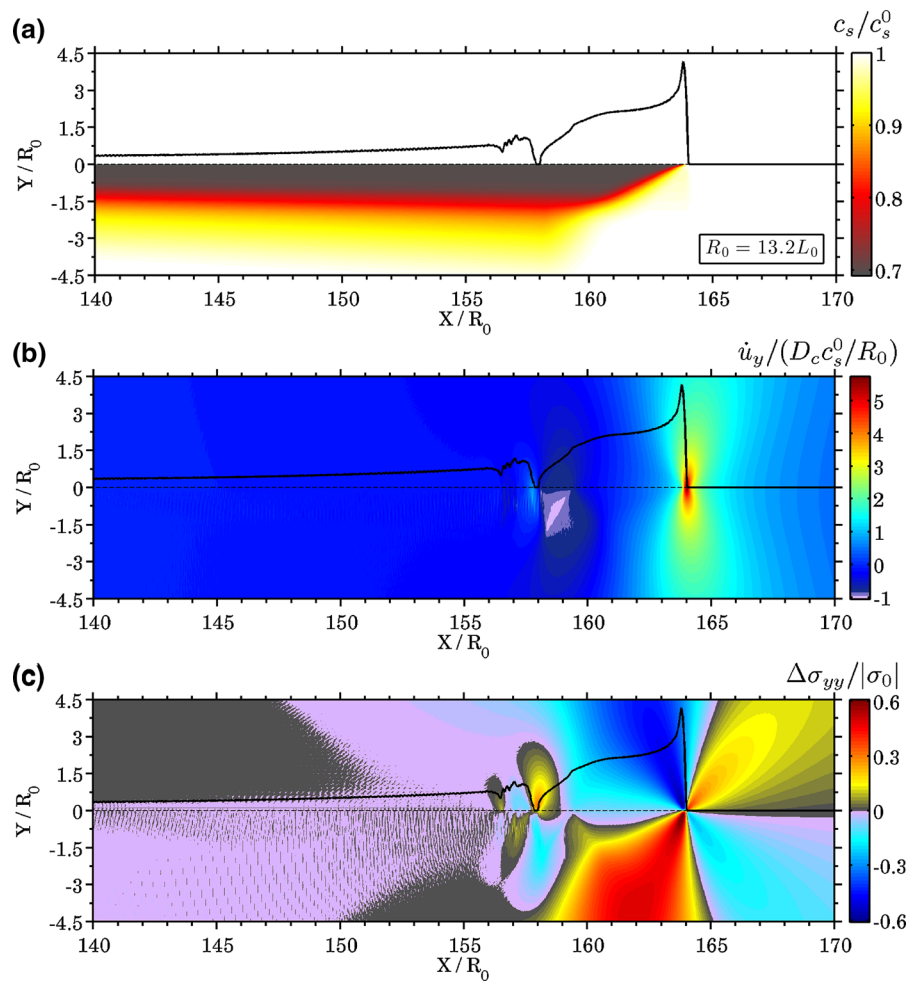 (a)
c_s/c_s^0
4.5
3
1.5
0
-1.5
-3
-4.5
Y/R_0
R_0 = 13.2L_0
1
0.9
0.8
0.7
140 145 150 155 160 165 170
X/R_0
(b)
u̇_y/(D_c c_s^0/R_0)
4.5
3
1.5
0
-1.5
-3
-4.5
Y/R_0
5
4
3
2
1
0
-1
140 145 150 155 160 165 170
X/R_0
(c)
Δσ_yy/|σ_0|
4.5
3
1.5
0
-1.5
-3
-4.5
Y/R_0
0.6
0.3
0
-0.3
-0.6
140 145 150 155 160 165 170
X/R_0